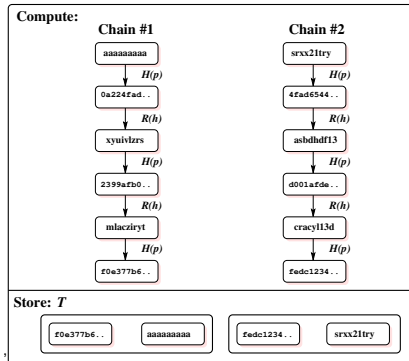 Compute:
Chain #1 Chain #2
aaaaaaaaa srxx21try
H(p) H(p)
0a224fad.. 4fad6544..
R(h) R(h)
xyuivlzrs asbdhdf13
H(p) H(p)
2399afb0.. d001afde..
R(h) R(h)
mlacziryt cracyl13d
H(p) H(p)
f0e377b6.. fedc1234..
Store: T
f0e377b6.. aaaaaaaaa fedc1234.. srxx21try
,